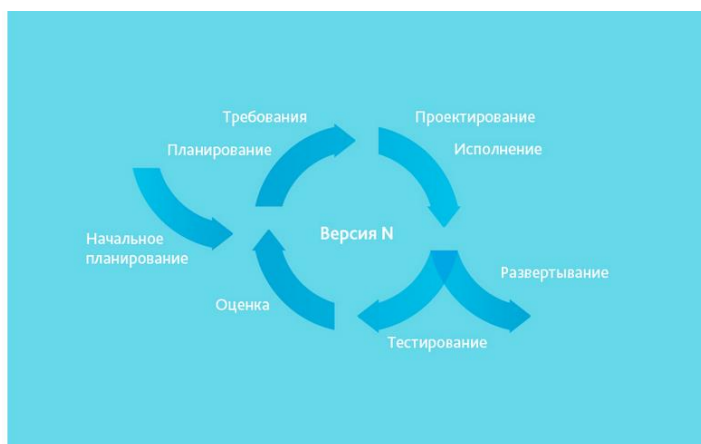 Требования
Проектирование
Планирование
Исполнение
Версия N
Начальное
планирование
Развертывание
Оценка
Тестирование